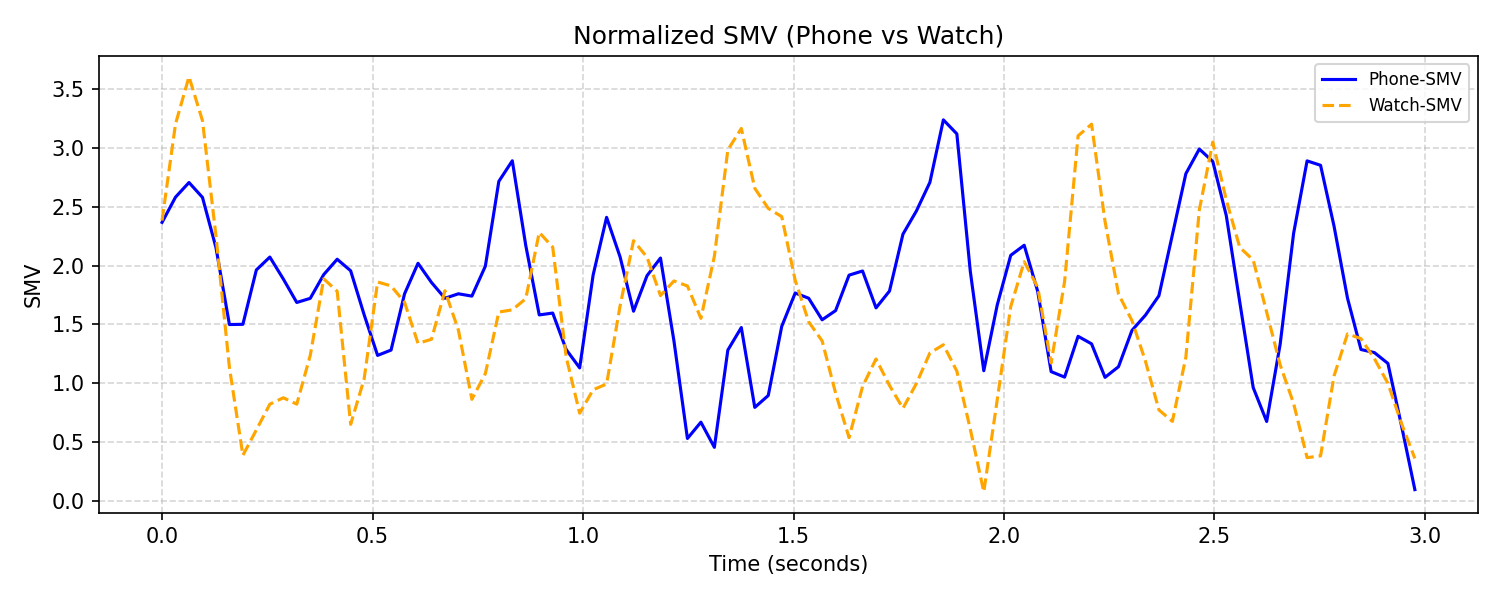 Normalized SMV (Phone vs Watch)
Phone-SMV
Watch-SMV
SMV
3.5
3.0
2.5
2.0
1.5
1.0
0.5
0.0
0.0 0.5 1.0 1.5 2.0 2.5 3.0
Time (seconds)